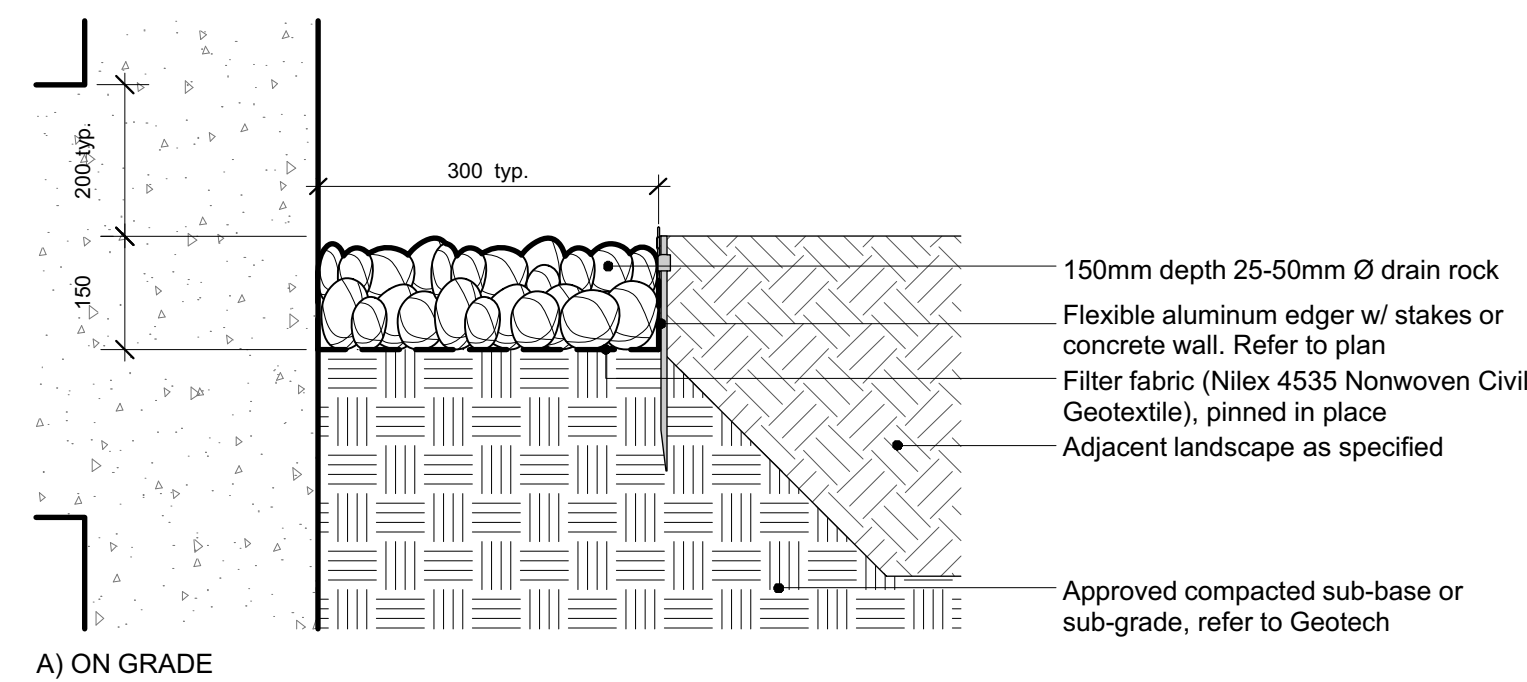 200 typ.
150
300 typ.
150mm depth 25-50mm Ø drain rock
Flexible aluminum edger w/ stakes or
concrete wall. Refer to plan
Filter fabric (Nilex 4535 Nonwoven Civil
Geotextile), pinned in place
Adjacent landscape as specified
Approved compacted sub-base or
sub-grade, refer to Geotech
A) ON GRADE